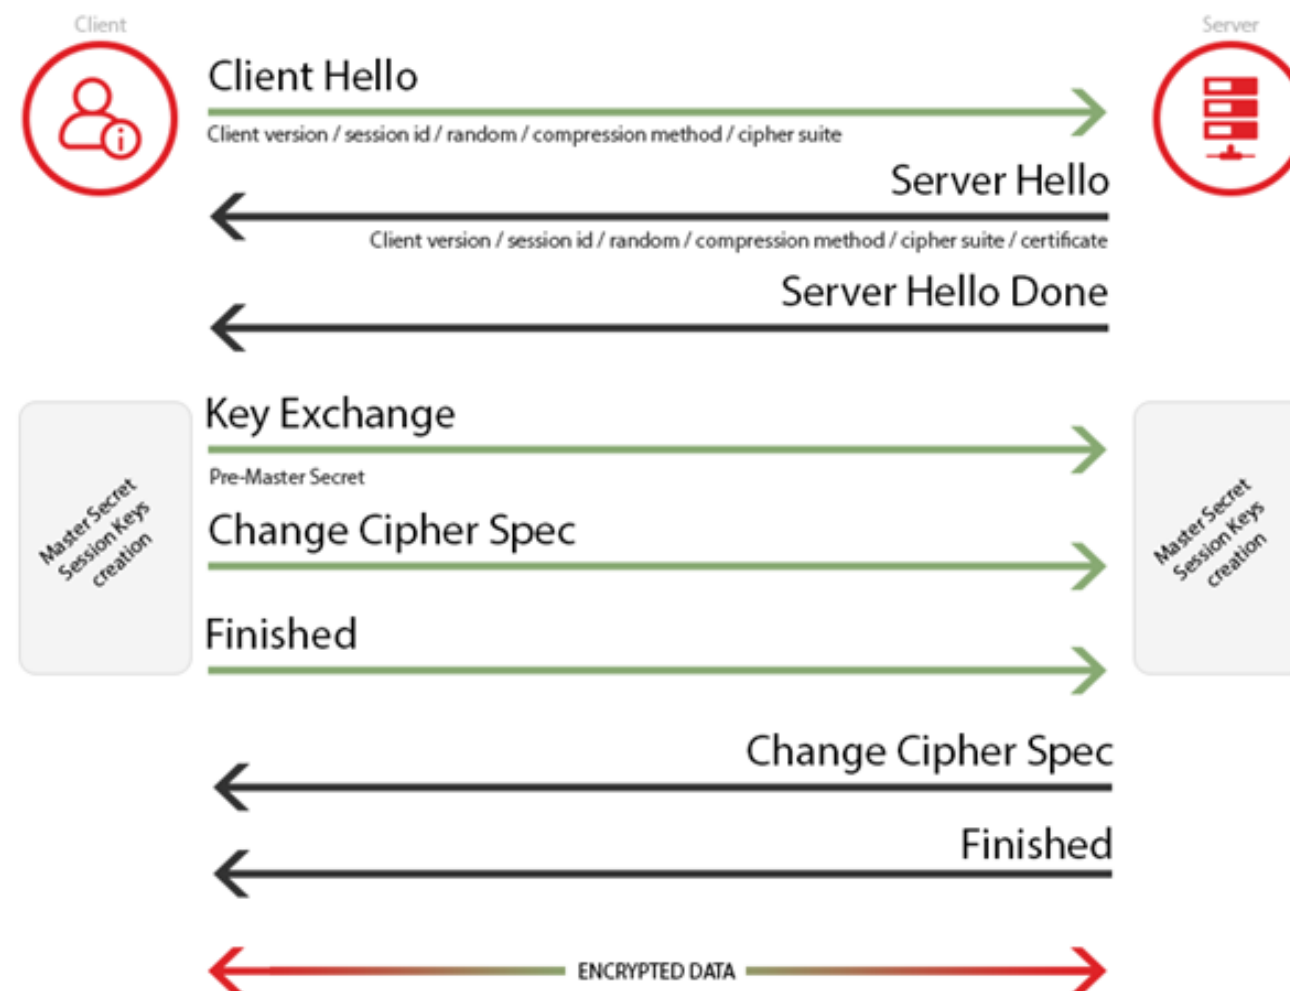 Client
Server
Client Hello
Client version / session id / random / compression method / cipher suite
Server Hello
Client version / session id / random / compression method / cipher suite / certificate
Server Hello Done
Key Exchange
Pre-Master Secret
Master Secret
Session Keys
creation
Master Secret
Session Keys
creation
Change Cipher Spec
Finished
Change Cipher Spec
Finished
ENCRYPTED DATA